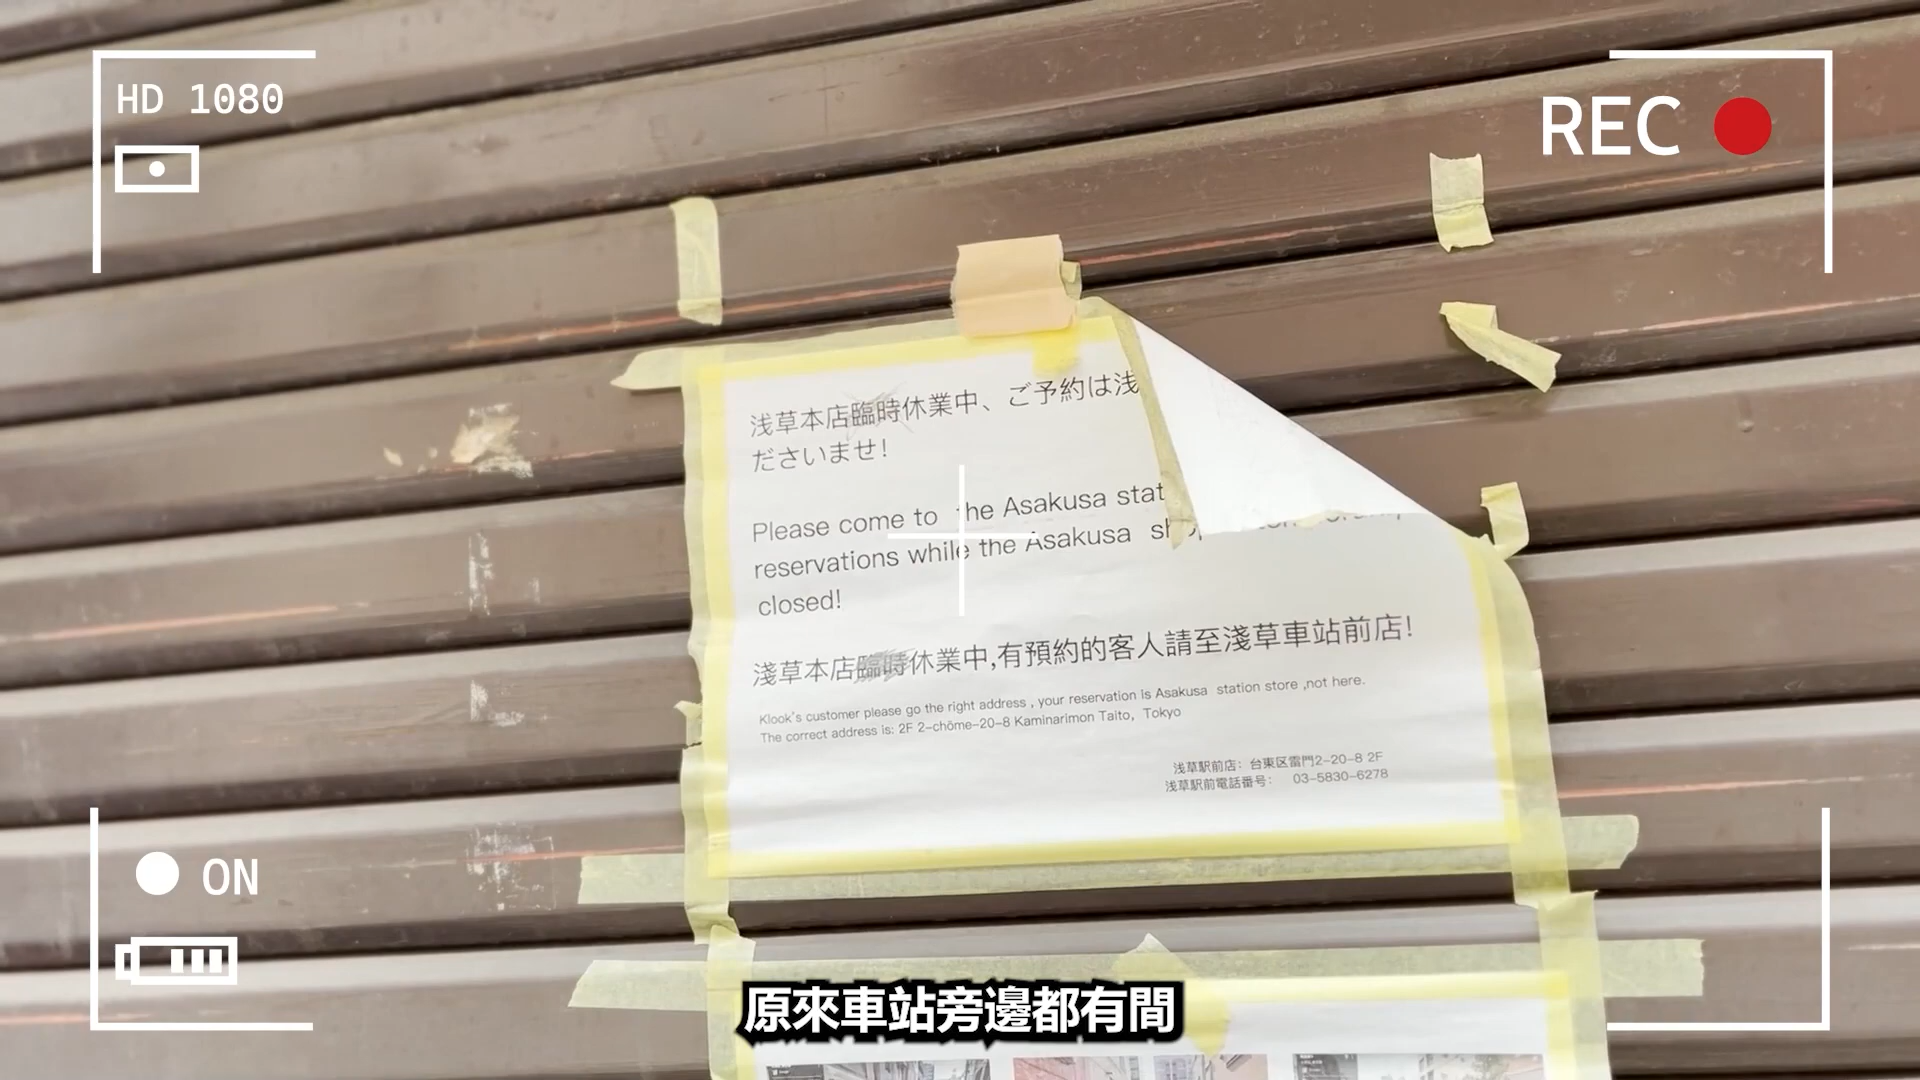 HD 1080
REC
浅草本店臨時休業中、ご予約は浅
ださいませ!
Please come to the Asakusa stat
reservations while the Asakusa
closed!
淺草本店臨時休業中,有預約的客人請至淺草車站前店!
Klook's customer please go the right address , your reservation is Asakusa station store ,not here.
The correct address is: 2F 2-chōme-20-8 Kaminarimon Taito, Tokyo
浅草駅前店: 台東区雷門2-20-8 2F
浅草駅前電話番号: 03-5830-6278
ON
原來車站旁邊都有間